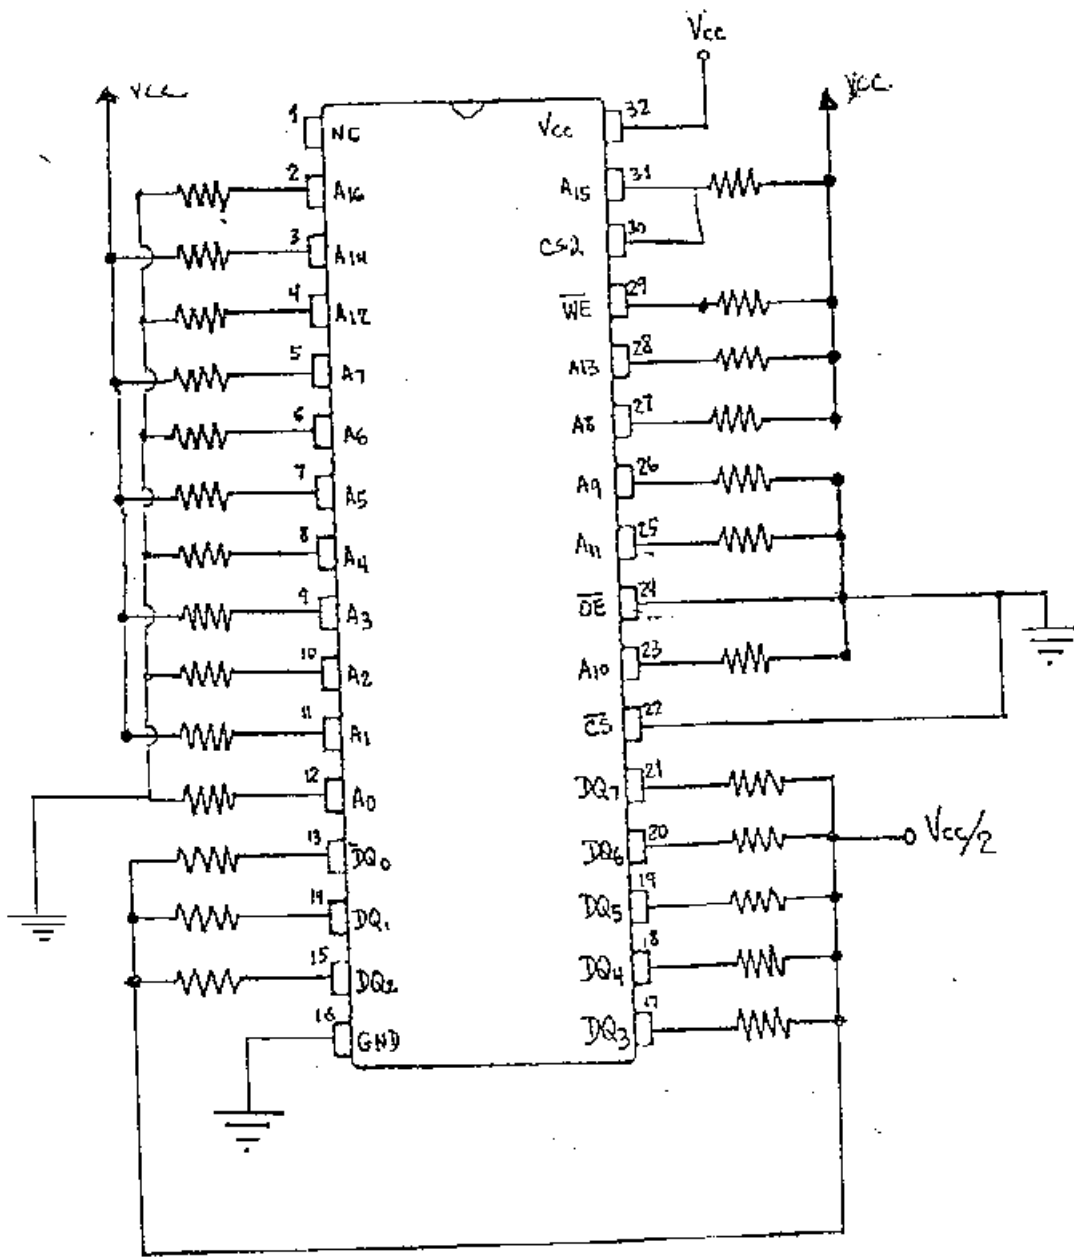 Vcc
VCC
VCC
1 NC
Vcc 32
2 A16
A15 31
3 A14
CS2 30
4 A12
WE 29
5 A7
A13 28
6 A6
A8 27
7 A5
A9 26
8 A4
A11 25
9 A3
OE 24
10 A2
A10 23
11 A1
CS 22
12 A0
DQ7 21
13 DQ0
DQ6 20
Vcc/2
14 DQ1
DQ5 19
15 DQ2
DQ4 18
16 GND
DQ3 17